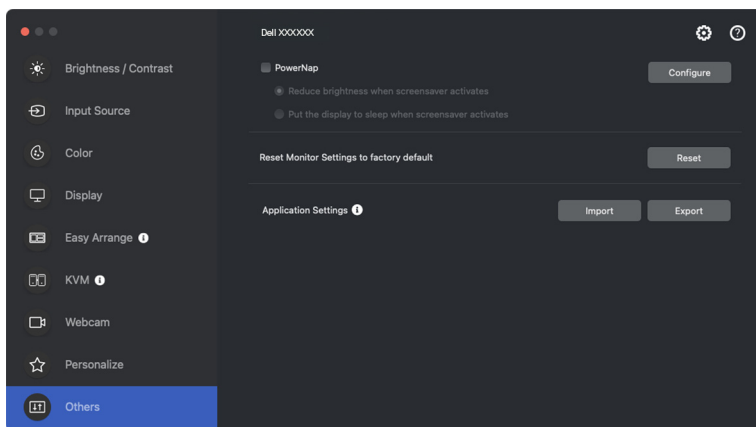 Dell XXXXXX
Brightness / Contrast
Input Source
Color
Display
Easy Arrange
KVM
Webcam
Personalize
Others
PowerNap
Configure
Reduce brightness when screensaver activates
Put the display to sleep when screensaver activates
Reset Monitor Settings to factory default
Reset
Application Settings
Import
Export